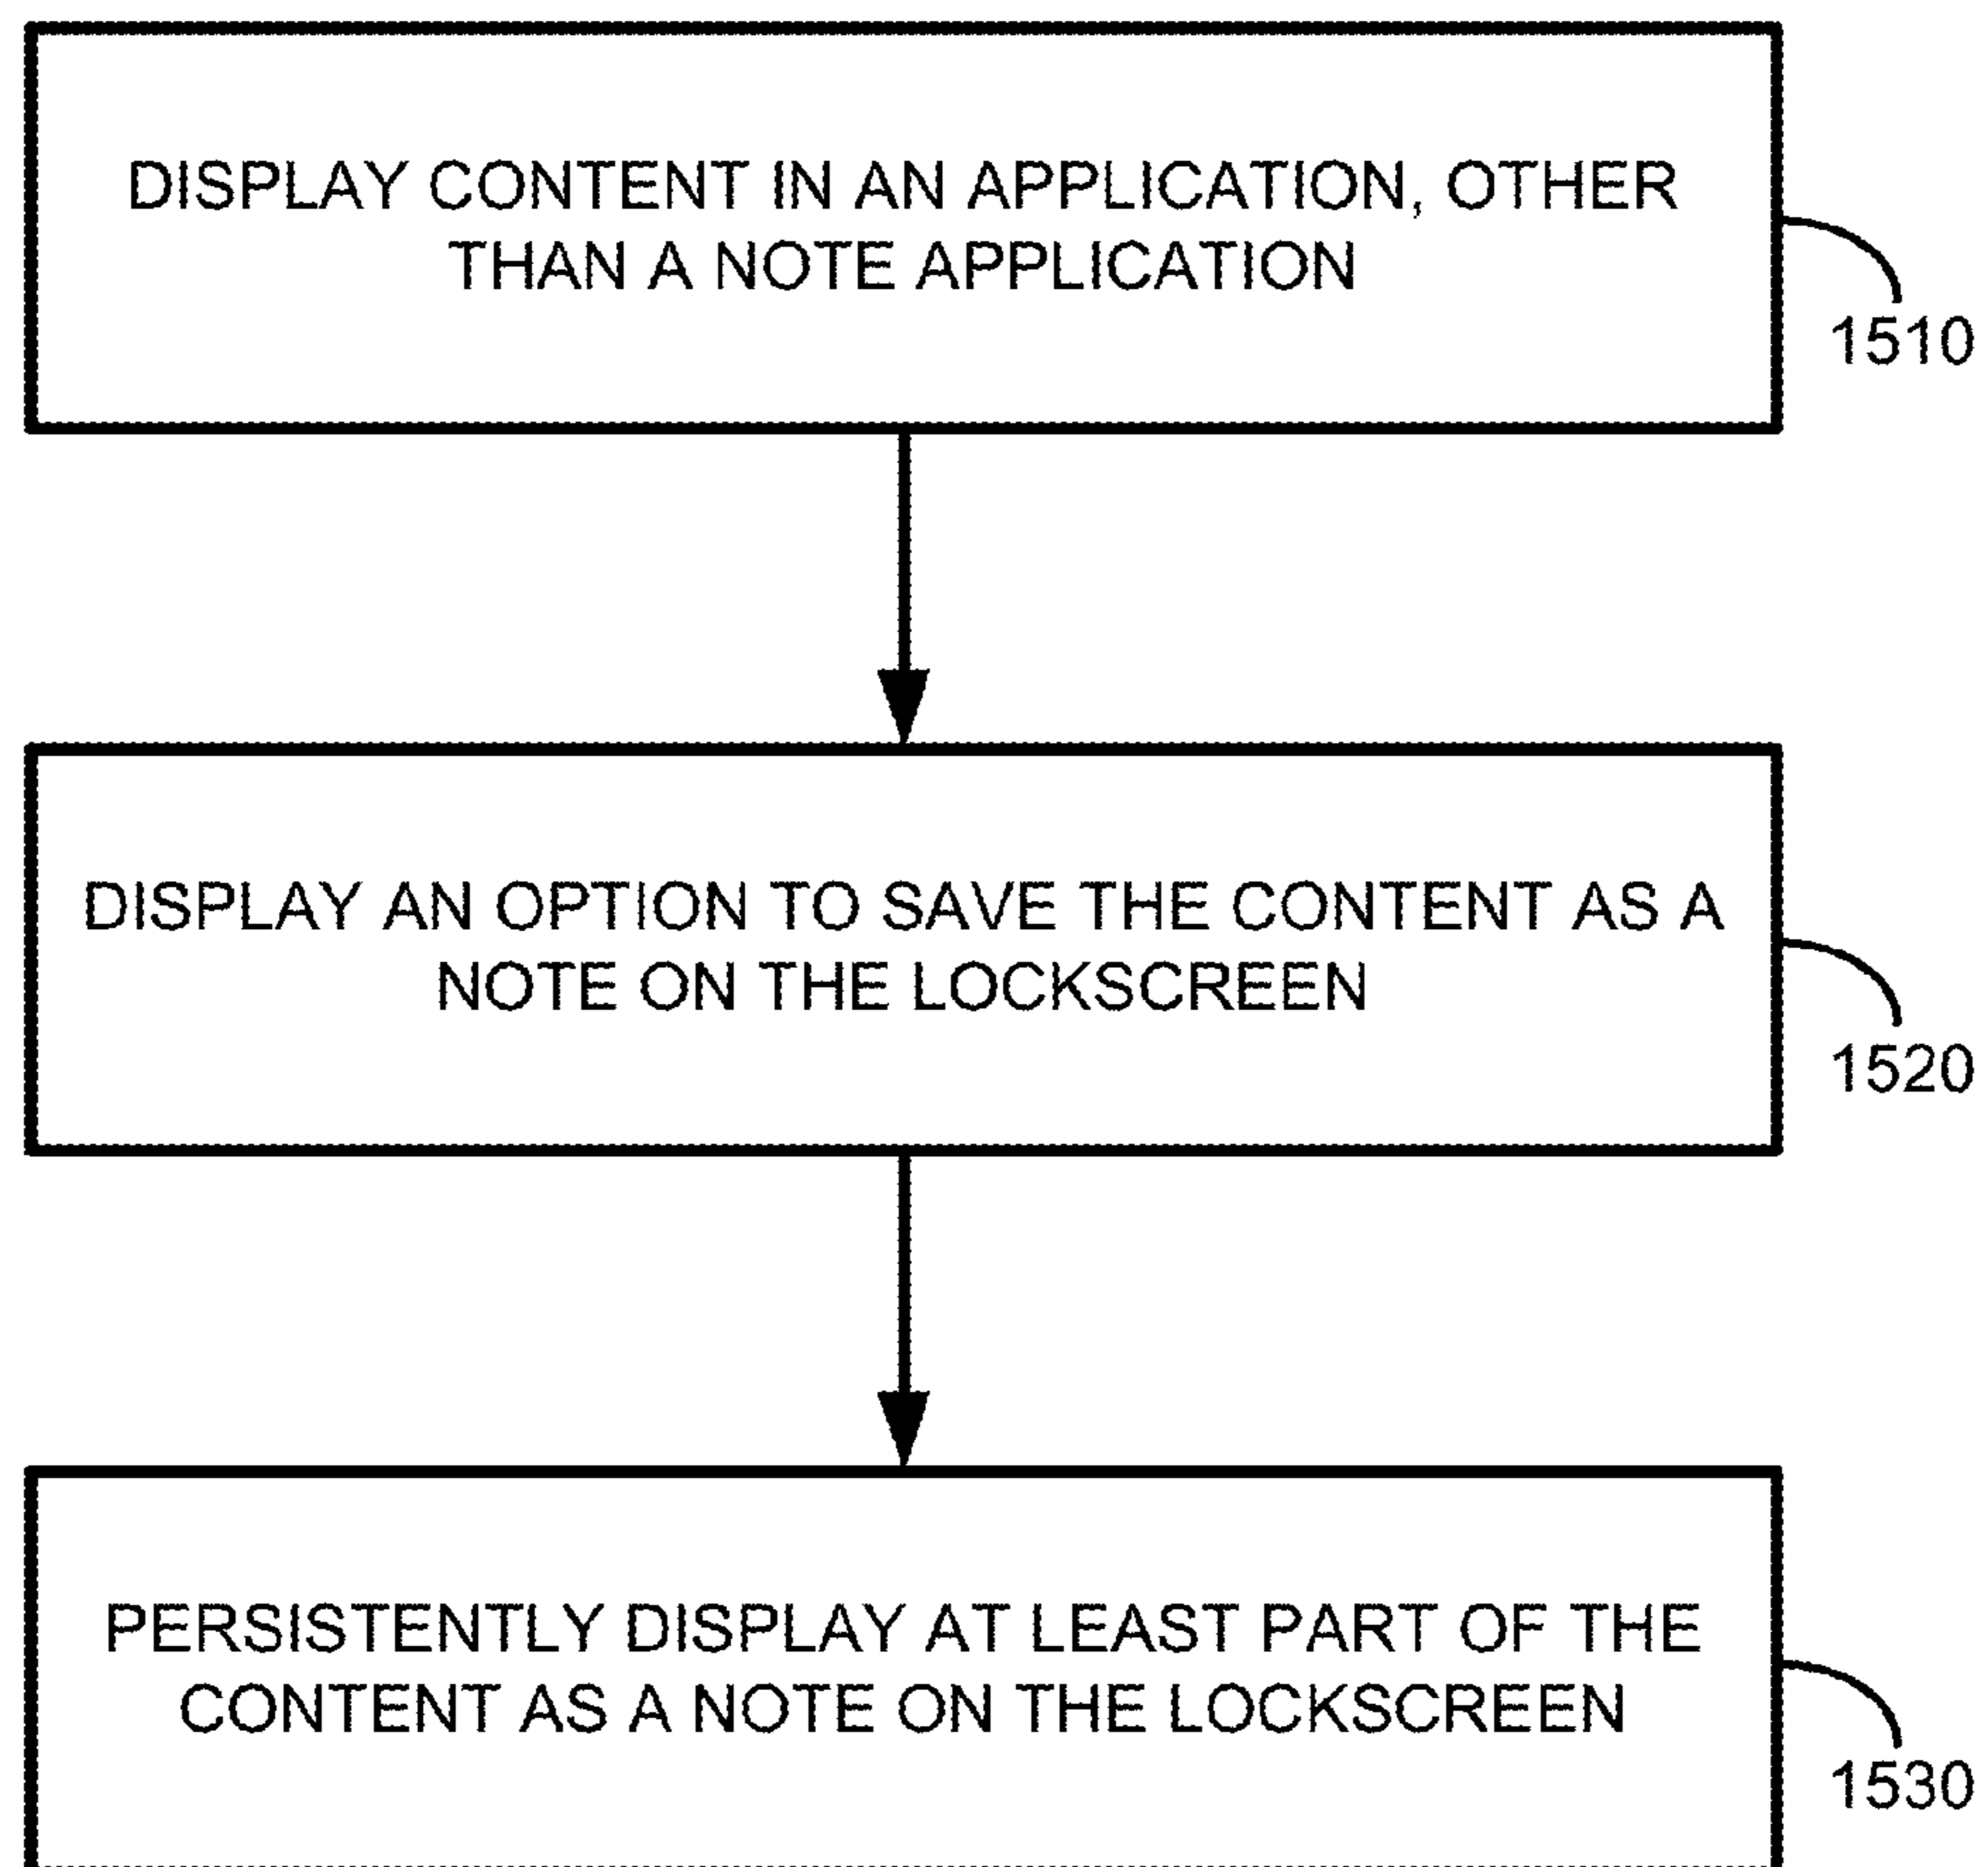 DISPLAY CONTENT IN AN APPLICATION, OTHER
THAN A NOTE APPLICATION
1510
DISPLAY AN OPTION TO SAVE THE CONTENT AS A
NOTE ON THE LOCKSCREEN
1520
PERSISTENTLY DISPLAY AT LEAST PART OF THE
CONTENT AS A NOTE ON THE LOCKSCREEN
1530